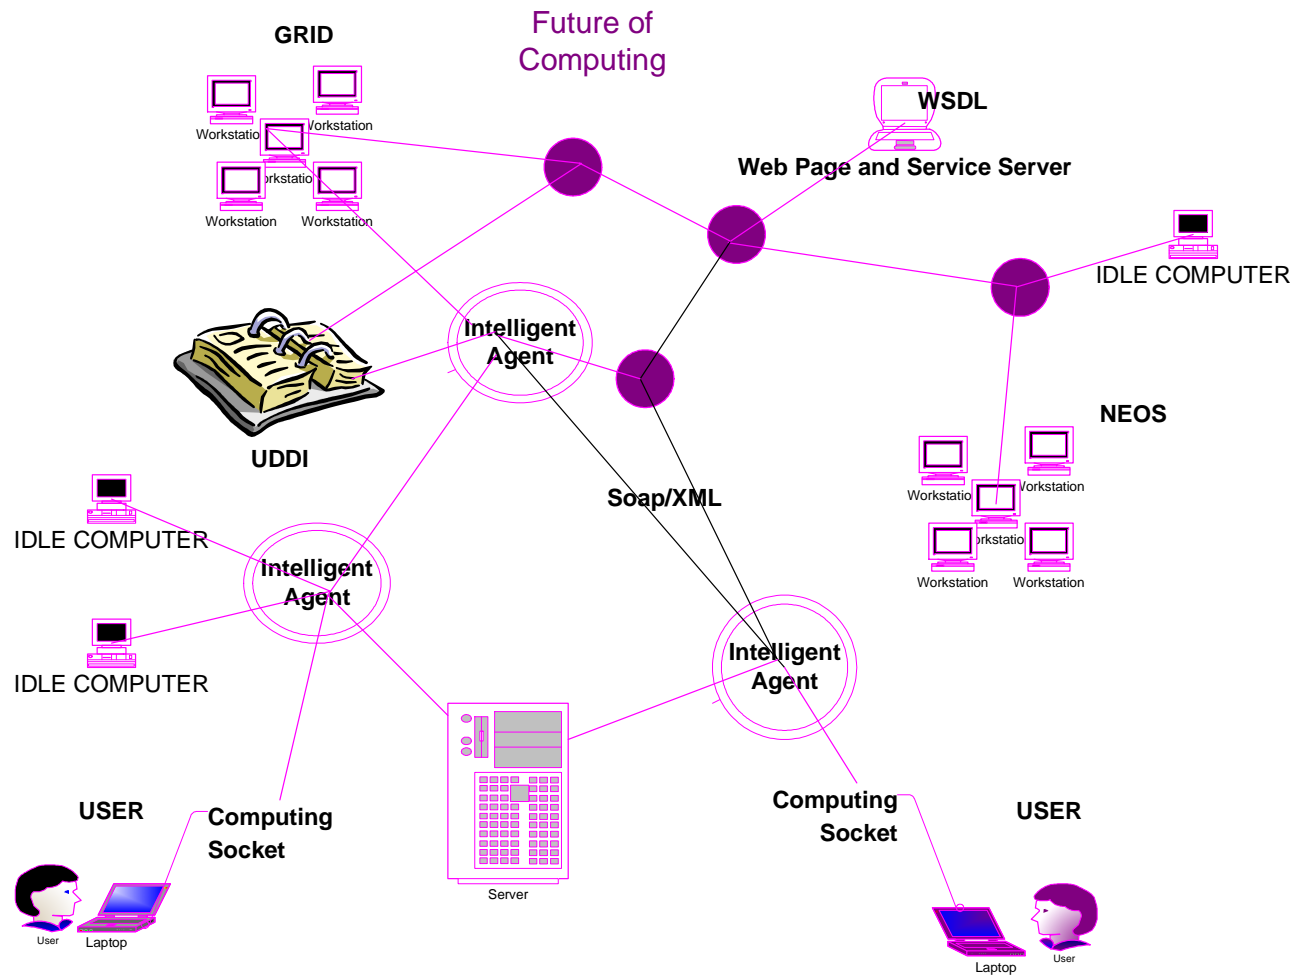 Future of
Computing
GRID
WSDL
Workstatio
Workstation
orkstatio
Workstation
Workstation
Web Page and Service Server
IDLE COMPUTER
Intelligent
Agent
UDDI
NEOS
Workstatio
Workstation
orkstatio
Workstation
Workstation
Soap/XML
IDLE COMPUTER
Intelligent
Agent
IDLE COMPUTER
Intelligent
Agent
USER
Computing
Socket
Computing
Socket
USER
Server
User
Laptop
Laptop
User